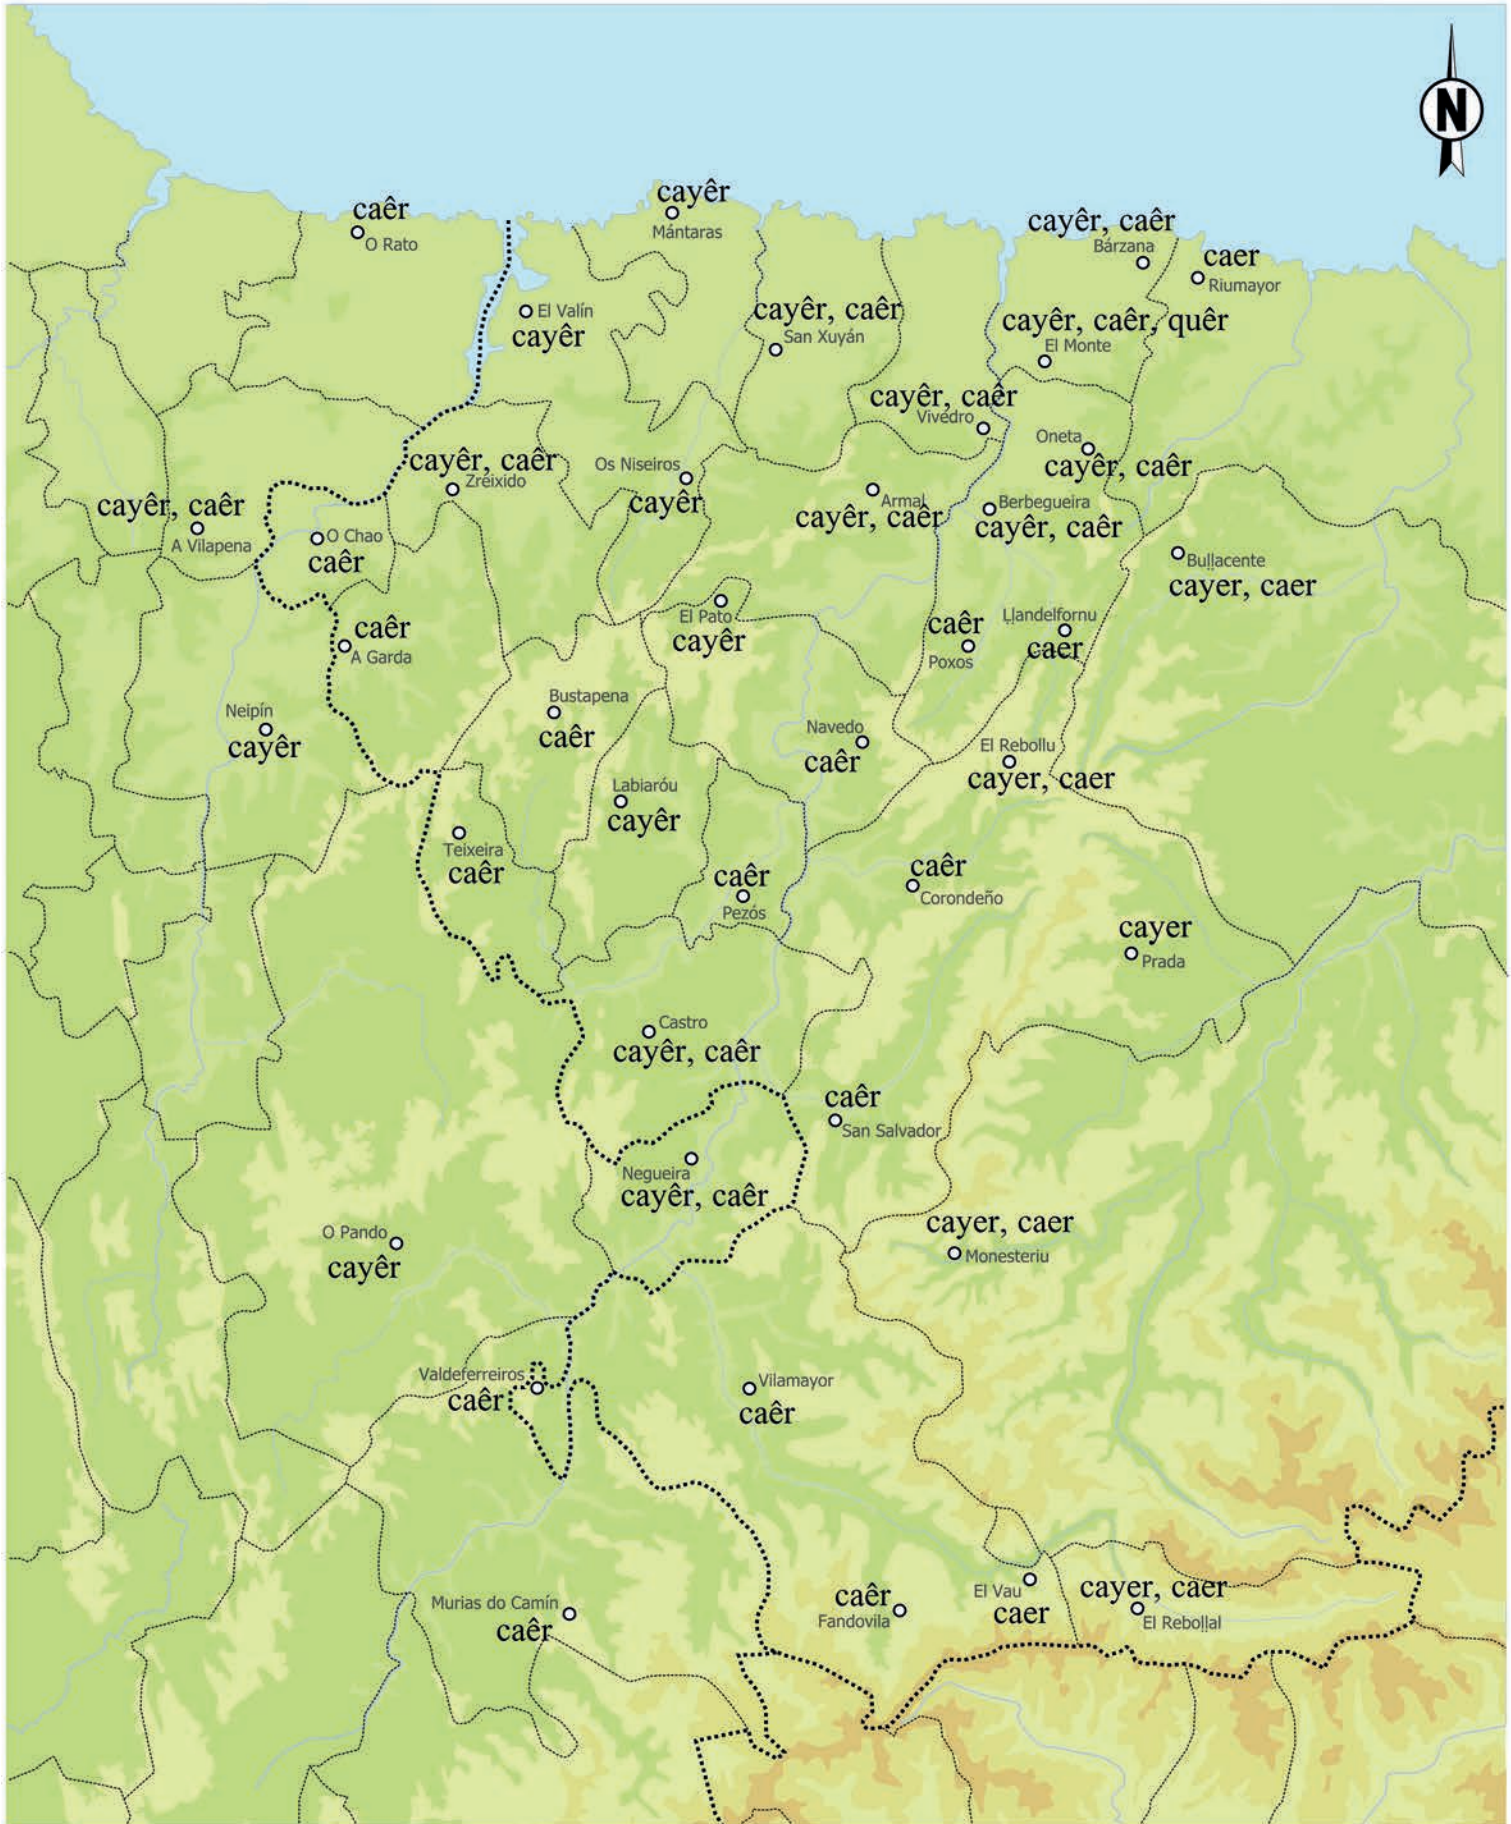 N
cayêr
Mántaras
caêr
O Rato
cayêr, caêr
Bárzana
caer
Riumayor
El Valín
cayêr
cayêr, caêr
San Xuyán
cayêr, caêr, quêr
El Monte
cayêr, caêr
Vivedro
Oneta
cayêr, caêr
cayêr, caêr
Zreixido
Os Niseiros
cayêr
Armal
cayêr, caêr
Berbegueira
cayêr, caêr
cayêr, caêr
A Vilapena
O Chao
caêr
Buḷḷacente
cayer, caer
El Pato
cayêr
caêr
Poxos
Ḷḷandelfornu
caer
caêr
A Garda
Bustapena
caêr
Neipín
cayêr
Navedo
caêr
El Rebollu
cayer, caer
Labiaróu
cayêr
Teixeira
caêr
caêr
Pezós
caêr
Corondeño
cayer
Prada
Castro
cayêr, caêr
caêr
San Salvador
Negueira
cayêr, caêr
O Pando
cayêr
cayer, caer
Monesteriu
Valdeferreiros
caêr
Vilamayor
caêr
Murias do Camín
caêr
caêr
Fandovila
El Vau
caer
cayer, caer
El Reboḷḷal